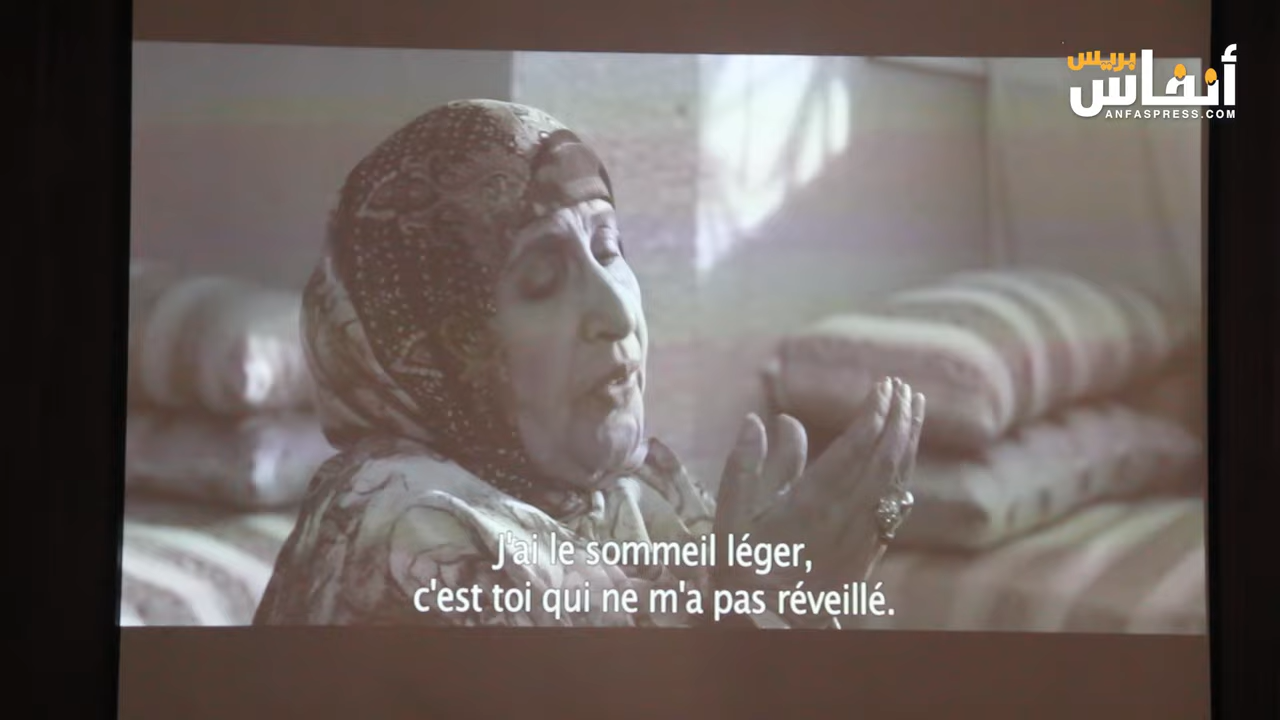 أنفاس بريس
ANFASPRESS.COM
J'ai le sommeil léger,
c'est toi qui ne m'a pas réveillé.